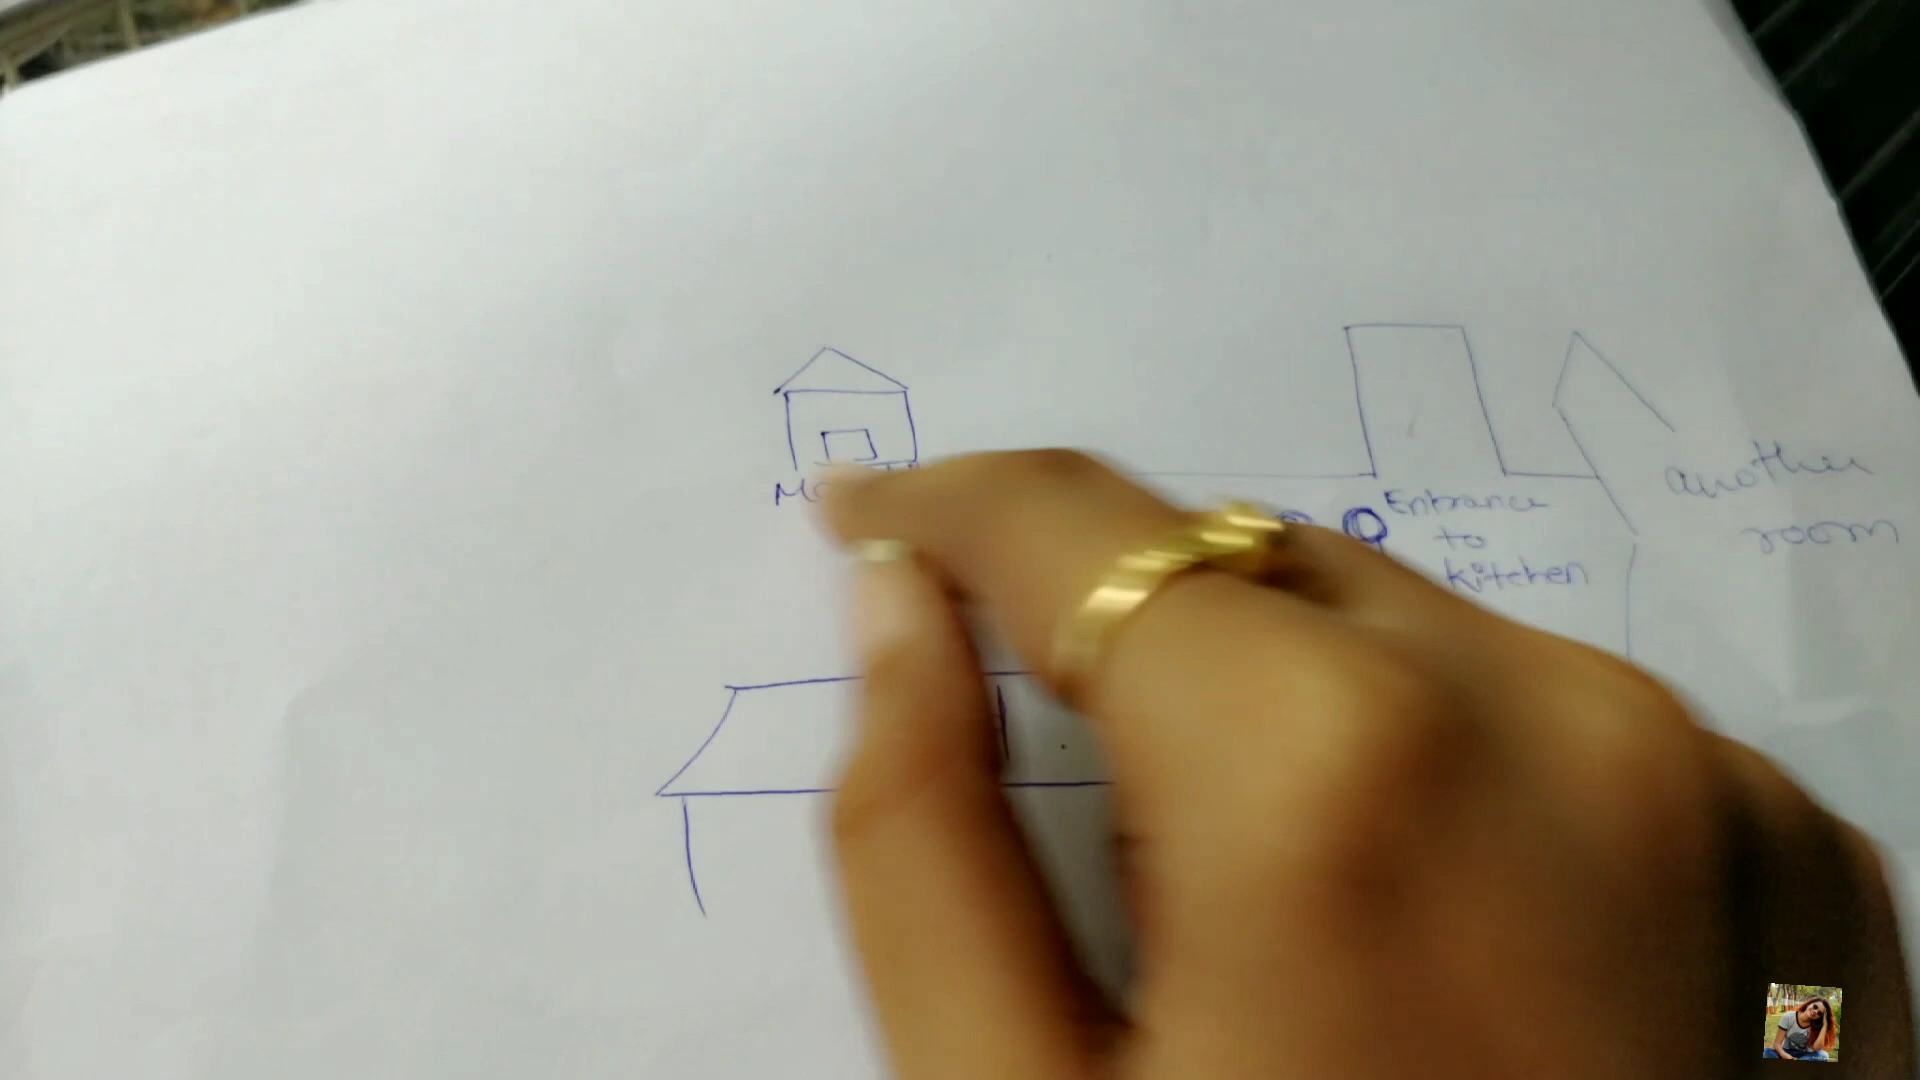 Entrance
to
kitchen
another
room